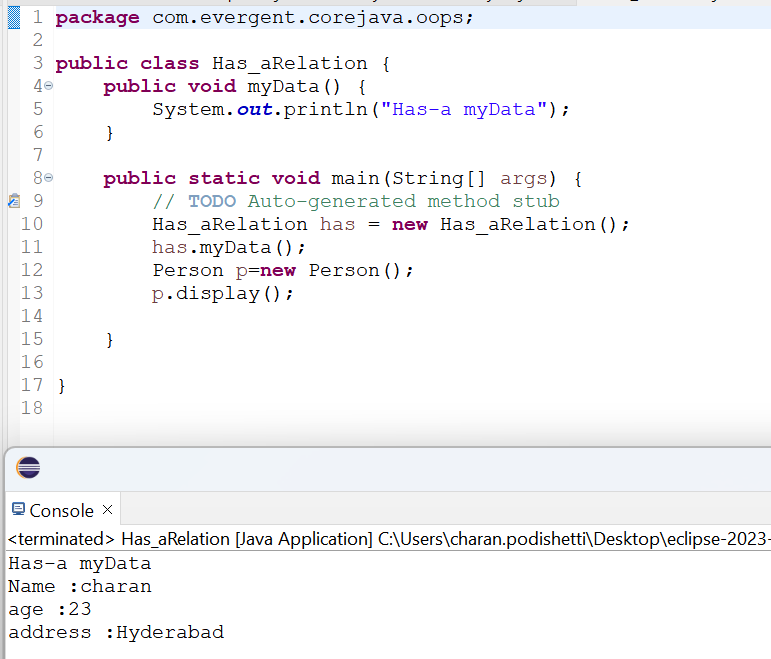 1 package com.evergent.corejava.oops;
2
3 public class Has_aRelation {
4 public void myData() {
5 System.out.println("Has-a myData");
6 }
7
8 public static void main(String[] args) {
9 // TODO Auto-generated method stub
10 Has_aRelation has = new Has_aRelation();
11 has.myData();
12 Person p=new Person();
13 p.display();
14
15 }
16
17 }
18
Console ×
<terminated> Has_aRelation [Java Application] C:\Users\charan.podishetti\Desktop\eclipse-2023-
Has-a myData
Name :charan
age :23
address :Hyderabad